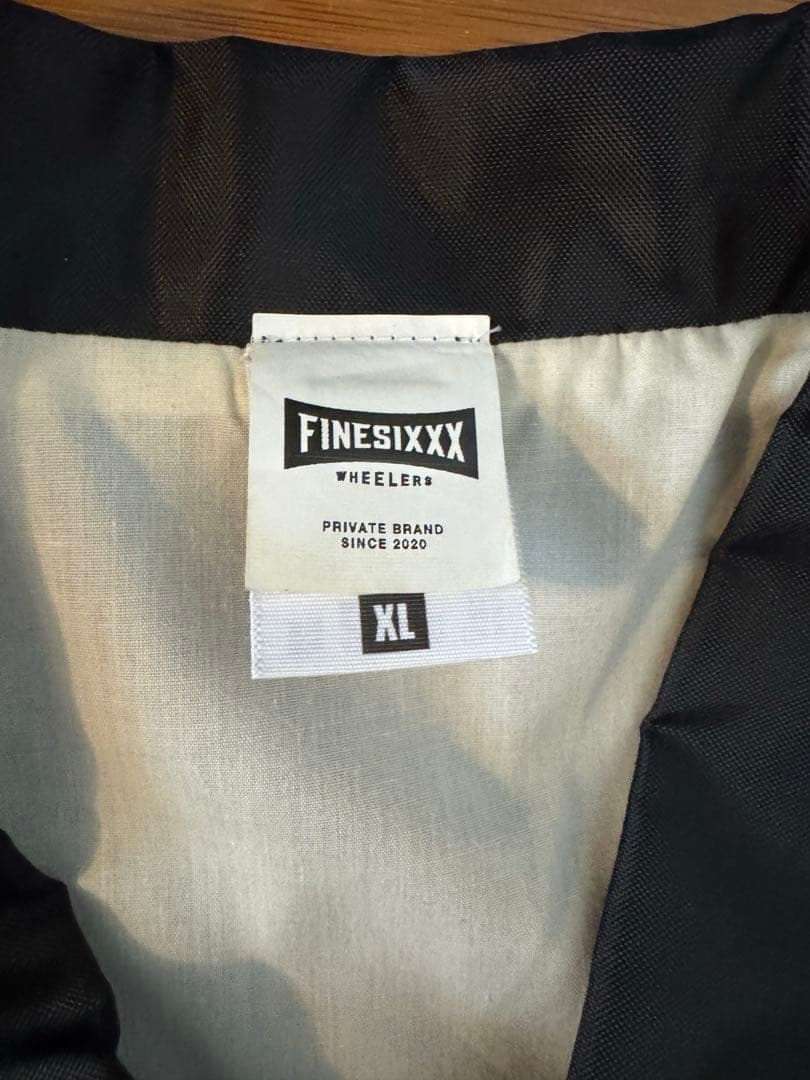 FINESIXXX
WHEELERS
PRIVATE BRAND
SINCE 2020
XL